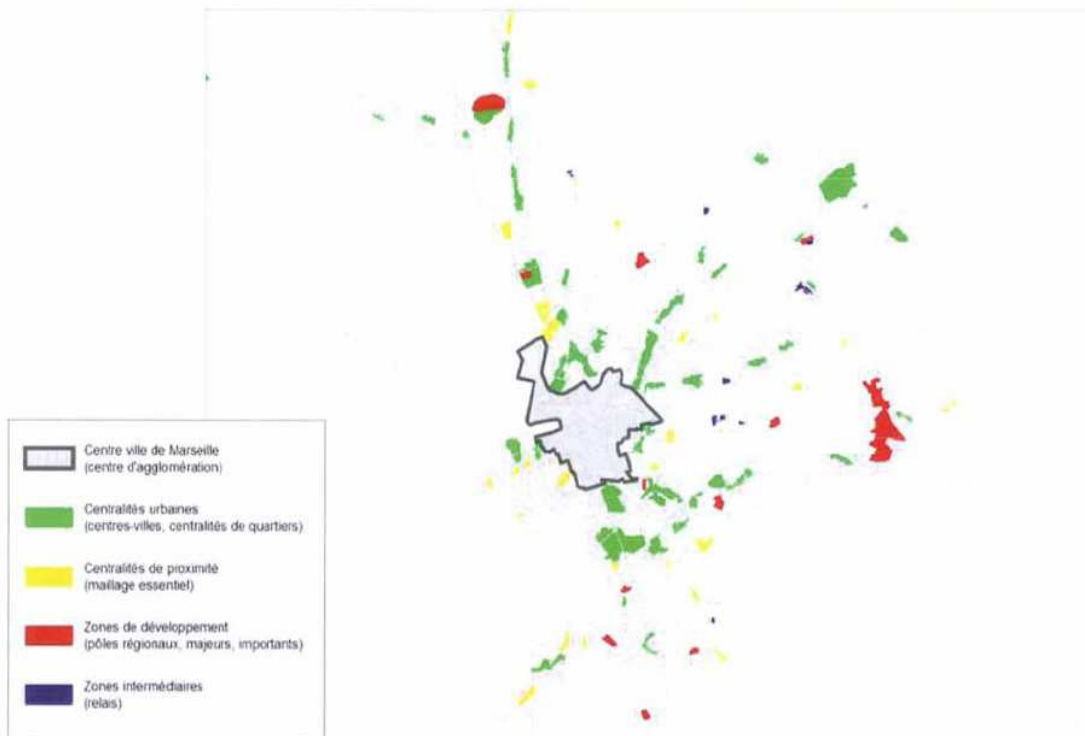 Centre ville de Marseille
(centre d'agglomération)
Centralités urbaines
(centres-villes, centralités de quartiers)
Centralités de proximité
(maillage essentiel)
Zones de développement
(pôles régionaux, majeurs, importants)
Zones intermédiaires
(relais)